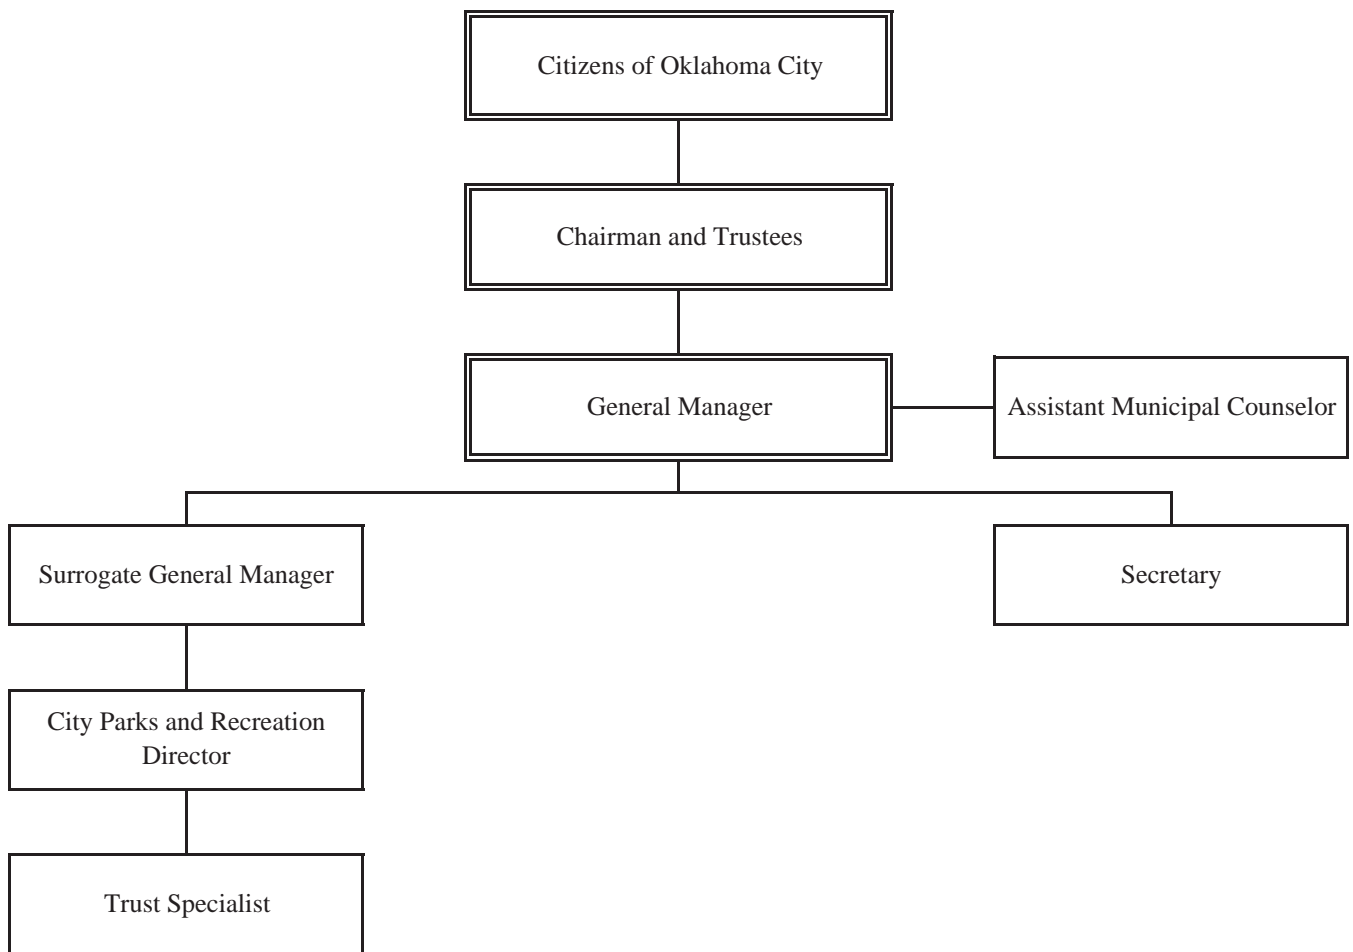 Citizens of Oklahoma City
Chairman and Trustees
General Manager
Assistant Municipal Counselor
Surrogate General Manager
Secretary
City Parks and Recreation
Director
Trust Specialist